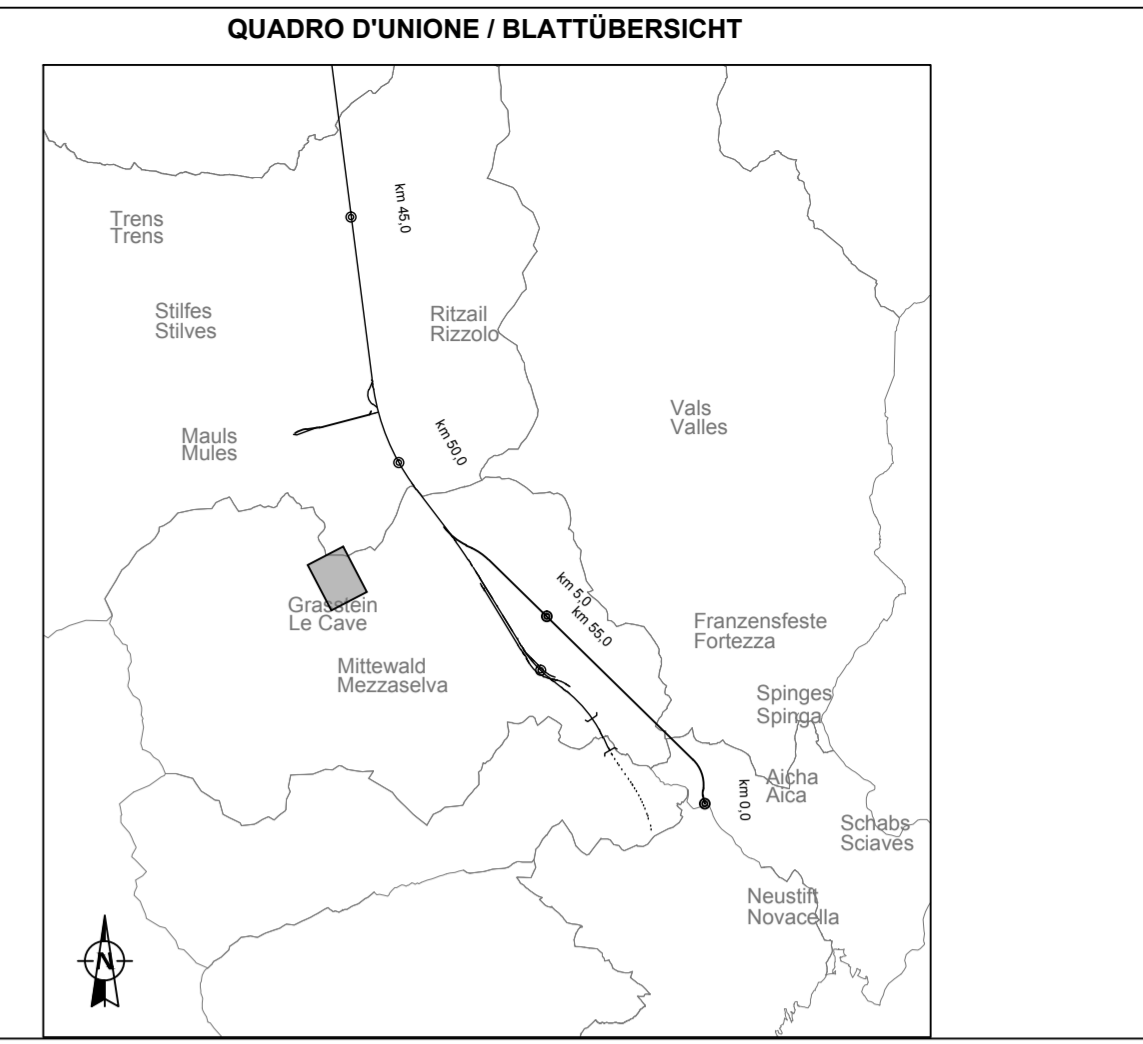 QUADRO D'UNIONE / BLATTÜBERSICHT
km 45,0
Trens
Trens
Stilfes
Stilves
Ritzail
Rizzolo
Vals
Valles
Mauls
Mules
km 50,0
km 5,0
km 55,0
Grasstein
Le Cave
Franzensfeste
Fortezza
Mittewald
Mezzaselva
Spinges
Spinga
Aicha
Aica
km 0,0
Schabs
Sciaves
Neustift
Novacella
N